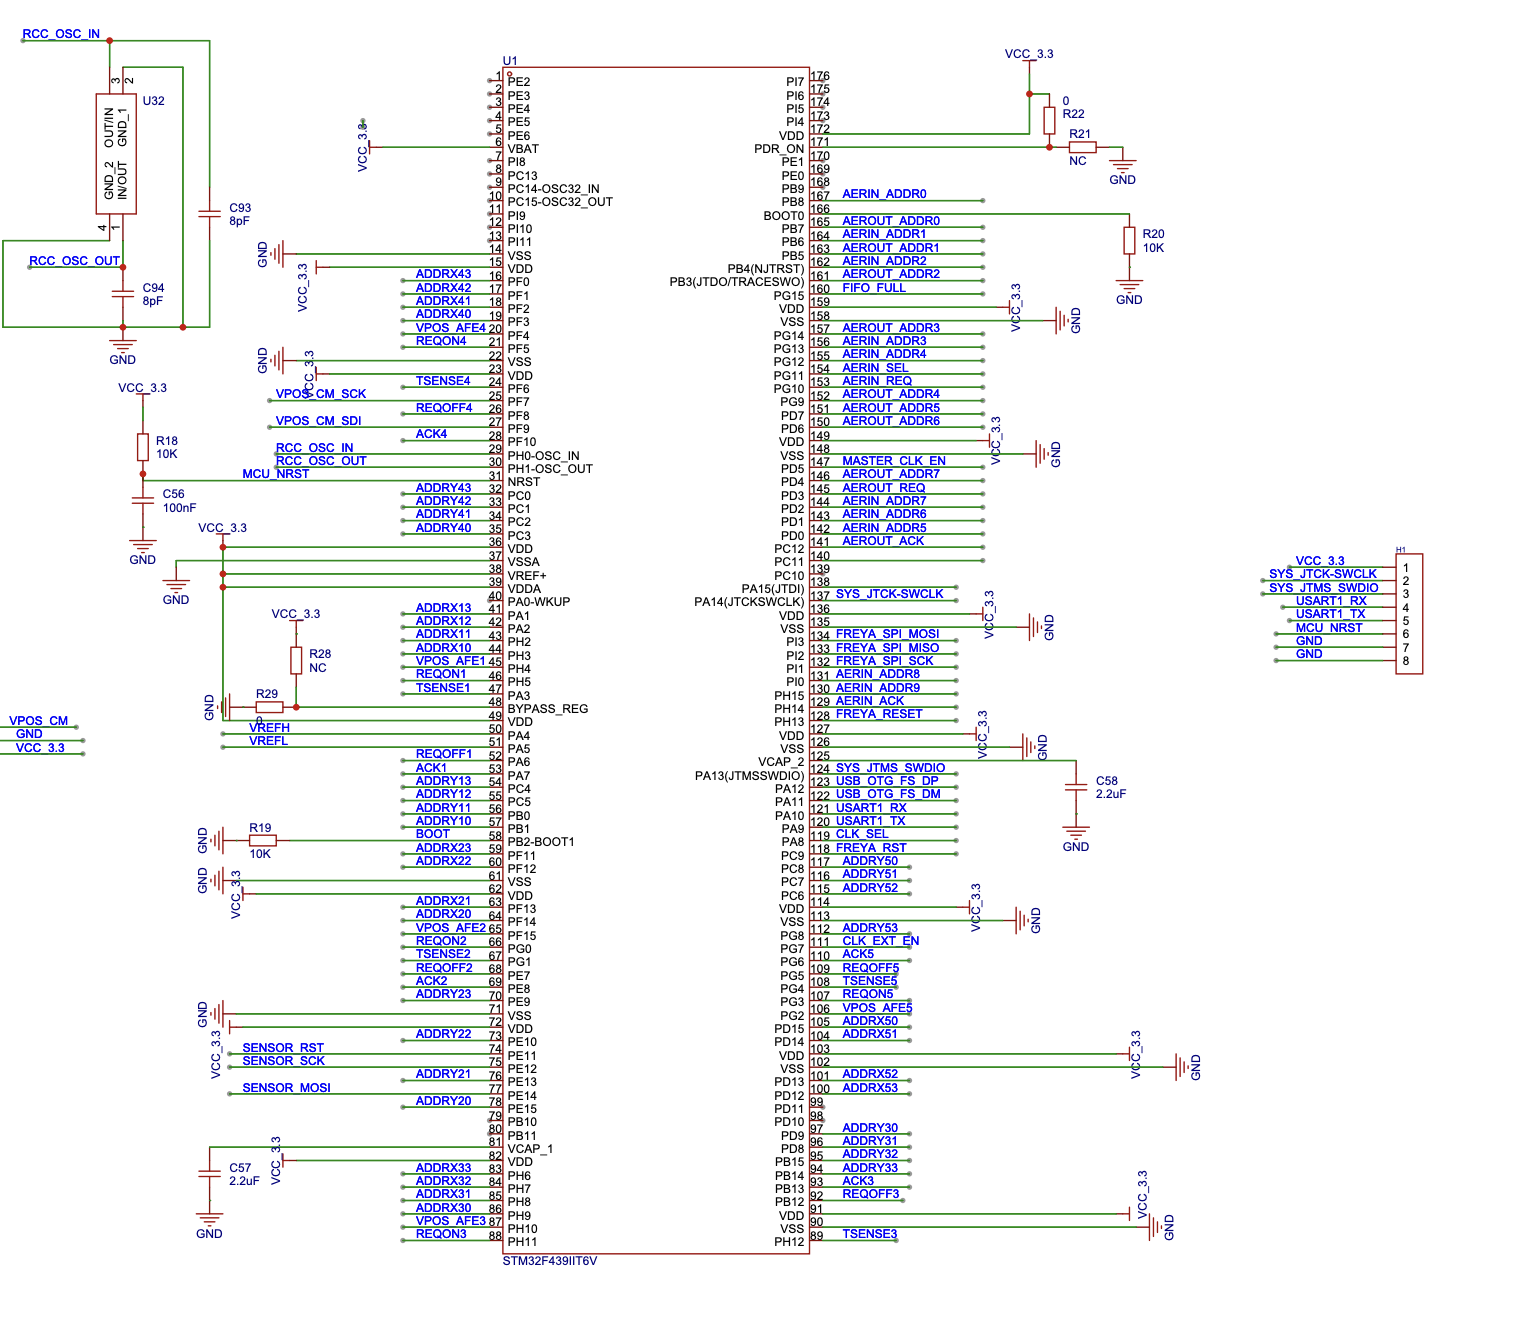 RCC_OSC_IN
3
2
OUT/IN
GND_1
GND_2
IN/OUT
4
1
U32
C93
8pF
RCC_OSC_OUT
C94
8pF
GND
VCC_3.3
R18
10K
MCU_NRST
C56
100nF
GND
VCC_3.3
GND
VCC_3.3
R28
NC
GND
R29
0
VREFH
VREFL
VPOS_CM
GND
VCC_3.3
GND
R19
10K
BOOT
GND
VCC_3.3
GND
VCC_3.3
C57
2.2uF
GND
VCC_3.3
VCC_3.3
GND
VCC_3.3
GND
VCC_3.3
U1
1 PE2
2 PE3
3 PE4
4 PE5
5 PE6
6 VBAT
7 PI8
8 PC13
9 PC14-OSC32_IN
10 PC15-OSC32_OUT
11 PI9
12 PI10
13 PI11
14 VSS
15 VDD
ADDRX43 16 PF0
ADDRX42 17 PF1
ADDRX41 18 PF2
ADDRX40 19 PF3
VPOS_AFE4 20 PF4
REQON4 21 PF5
22 VSS
23 VDD
TSENSE4 24 PF6
VPOS_CM_SCK 25 PF7
REQOFF4 26 PF8
VPOS_CM_SDI 27 PF9
ACK4 28 PF10
RCC_OSC_IN 29 PH0-OSC_IN
RCC_OSC_OUT 30 PH1-OSC_OUT
31 NRST
ADDRY43 32 PC0
ADDRY42 33 PC1
ADDRY41 34 PC2
ADDRY40 35 PC3
36 VDD
37 VSSA
38 VREF+
39 VDDA
40 PA0-WKUP
ADDRX13 41 PA1
ADDRX12 42 PA2
ADDRX11 43 PH2
ADDRX10 44 PH3
VPOS_AFE1 45 PH4
REQON1 46 PH5
TSENSE1 47 PA3
48 BYPASS_REG
49 VDD
50 PA4
51 PA5
REQOFF1 52 PA6
ACK1 53 PA7
ADDRY13 54 PC4
ADDRY12 55 PC5
ADDRY11 56 PB0
ADDRY10 57 PB1
58 PB2-BOOT1
ADDRX23 59 PF11
ADDRX22 60 PF12
61 VSS
62 VDD
ADDRX21 63 PF13
ADDRX20 64 PF14
VPOS_AFE2 65 PF15
REQON2 66 PG0
TSENSE2 67 PG1
REQOFF2 68 PE7
ACK2 69 PE8
ADDRY23 70 PE9
71 VSS
72 VDD
ADDRY22 73 PE10
SENSOR_RST 74 PE11
SENSOR_SCK 75 PE12
ADDRY21 76 PE13
SENSOR_MOSI 77 PE14
ADDRY20 78 PE15
79 PB10
80 PB11
81 VCAP_1
82 VDD
ADDRX33 83 PH6
ADDRX32 84 PH7
ADDRX31 85 PH8
ADDRX30 86 PH9
VPOS_AFE3 87 PH10
REQON3 88 PH11
STM32F439IIT6V
PI7 176
PI6 175
PI5 174
PI4 173
VDD 172
PDR_ON 171
PE1 170
PE0 169
PB9 168
PB8 167 AERIN_ADDR0
BOOT0 166
PB7 165 AEROUT_ADDR0
PB6 164 AERIN_ADDR1
PB5 163 AEROUT_ADDR1
PB4(NJTRST) 162 AERIN_ADDR2
PB3(JTDO/TRACESWO) 161 AEROUT_ADDR2
PG15 160 FIFO_FULL
VDD 159
VSS 158
PG14 157 AEROUT_ADDR3
PG13 156 AERIN_ADDR3
PG12 155 AERIN_ADDR4
PG11 154 AERIN_SEL
PG10 153 AERIN_REQ
PG9 152 AEROUT_ADDR4
PD7 151 AEROUT_ADDR5
PD6 150 AEROUT_ADDR6
VDD 149
VSS 148
PD5 147 MASTER_CLK_EN
PD4 146 AEROUT_ADDR7
PD3 145 AEROUT_REQ
PD2 144 AERIN_ADDR7
PD1 143 AERIN_ADDR6
PD0 142 AERIN_ADDR5
PC12 141 AEROUT_ACK
PC11 140
PC10 139
PA15(JTDI) 138
PA14(JTCKSWCLK) 137 SYS_JTCK-SWCLK
VDD 136
VSS 135
PI3 134 FREYA_SPI_MOSI
PI2 133 FREYA_SPI_MISO
PI1 132 FREYA_SPI_SCK
PI0 131 AERIN_ADDR8
PH15 130 AERIN_ADDR9
PH14 129 AERIN_ACK
PH13 128 FREYA_RESET
VDD 127
VSS 126
VCAP_2 125
PA13(JTMSSWDIO) 124 SYS_JTMS_SWDIO
PA12 123 USB_OTG_FS_DP
PA11 122 USB_OTG_FS_DM
PA10 121 USART1_RX
PA9 120 USART1_TX
PA8 119 CLK_SEL
PC9 118 FREYA_RST
PC8 117 ADDRY50
PC7 116 ADDRY51
PC6 115 ADDRY52
VDD 114
VSS 113
PG8 112 ADDRY53
PG7 111 CLK_EXT_EN
PG6 110 ACK5
PG5 109 REQOFF5
PG4 108 TSENSE5
PG3 107 REQON5
PG2 106 VPOS_AFE5
PD15 105 ADDRX50
PD14 104 ADDRX51
VDD 103
VSS 102
PD13 101 ADDRX52
PD12 100 ADDRX53
PD11 99
PD10 98
PD9 97 ADDRY30
PD8 96 ADDRY31
PB15 95 ADDRY32
PB14 94 ADDRY33
PB13 93 ACK3
PB12 92 REQOFF3
VDD 91
VSS 90
PH12 89 TSENSE3
VCC_3.3
0
R22
R21
NC
GND
R20
10K
GND
VCC_3.3
GND
VCC_3.3
GND
VCC_3.3
GND
VCC_3.3
GND
C58
2.2uF
GND
VCC_3.3
GND
VCC_3.3
GND
VCC_3.3
GND
H1
VCC_3.3 1
SYS_JTCK-SWCLK 2
SYS_JTMS_SWDIO 3
USART1_RX 4
USART1_TX 5
MCU_NRST 6
GND 7
GND 8